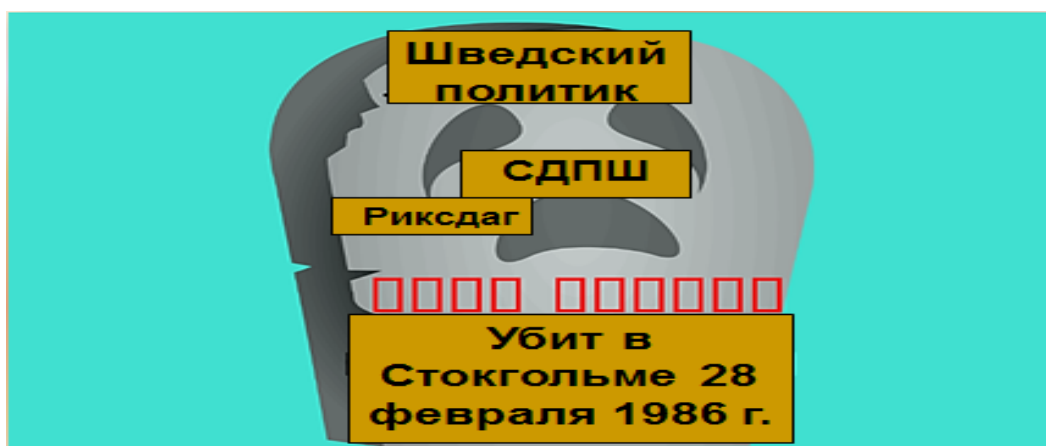 Шведский
политик
СДПШ
Риксдаг
Убит в
Стокгольме 28
февраля 1986 г.